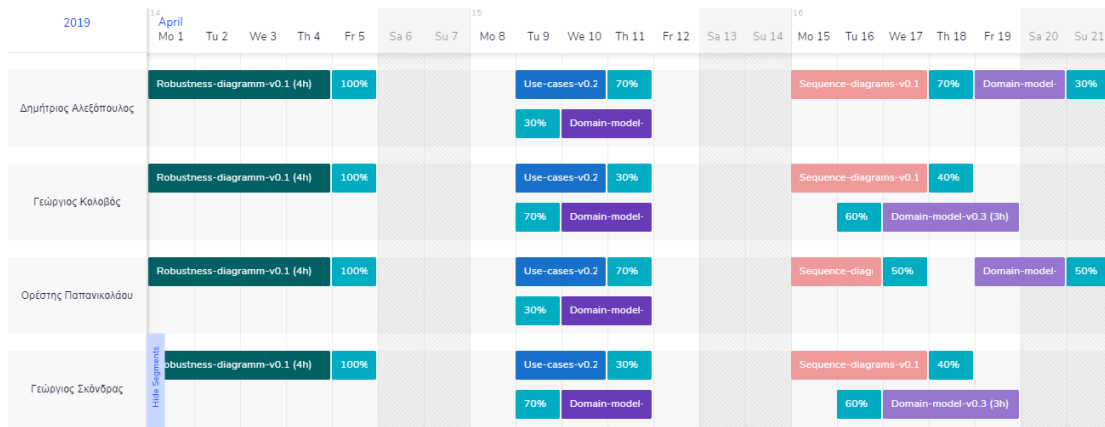 14 15 16
2019 April
Mo 1 Tu 2 We 3 Th 4 Fr 5 Sa 6 Su 7 Mo 8 Tu 9 We 10 Th 11 Fr 12 Sa 13 Su 14 Mo 15 Tu 16 We 17 Th 18 Fr 19 Sa 20 Su 21
Robustness-diagramm-v0.1 (4h) 100% Use-cases-v0.2 70% Sequence-diagrams-v0.1 70% Domain-model- 30%
Δημήτριος Αλεξόπουλος
30% Domain-model-
Robustness-diagramm-v0.1 (4h) 100% Use-cases-v0.2 30% Sequence-diagrams-v0.1 40%
Γεώργιος Κολοβός
70% Domain-model- 60% Domain-model-v0.3 (3h)
Robustness-diagramm-v0.1 (4h) 100% Use-cases-v0.2 70% Sequence-diag 50% Domain-model- 50%
Ορέστης Παπανικολάου
30% Domain-model-
Hide Segments
obustness-diagramm-v0.1 (4h) 100% Use-cases-v0.2 30% Sequence-diagrams-v0.1 40%
Γεώργιος Σκόνδρας
70% Domain-model- 60% Domain-model-v0.3 (3h)